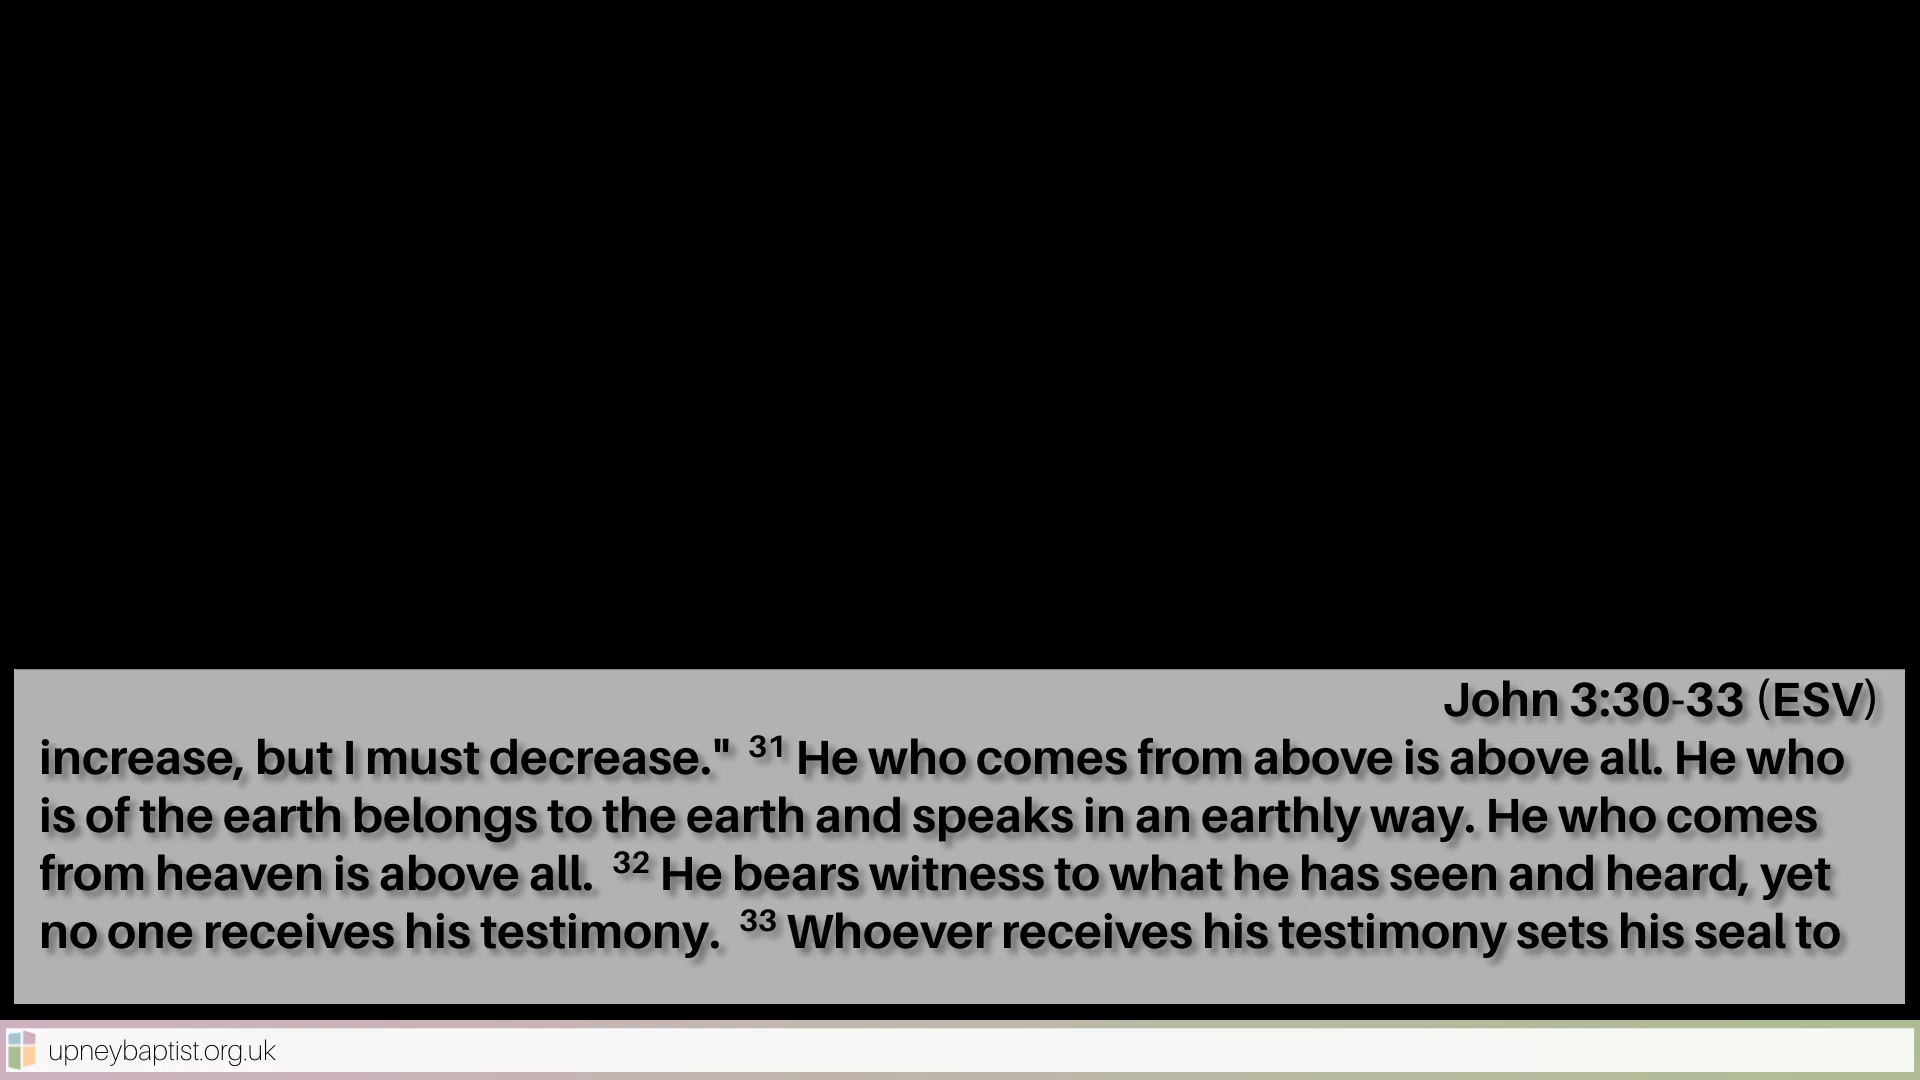 John 3:30-33 (ESV)
increase, but I must decrease." 31 He who comes from above is above all. He who
is of the earth belongs to the earth and speaks in an earthly way. He who comes
from heaven is above all. 32 He bears witness to what he has seen and heard, yet
no one receives his testimony. 33 Whoever receives his testimony sets his seal to
upneybaptist.org.uk